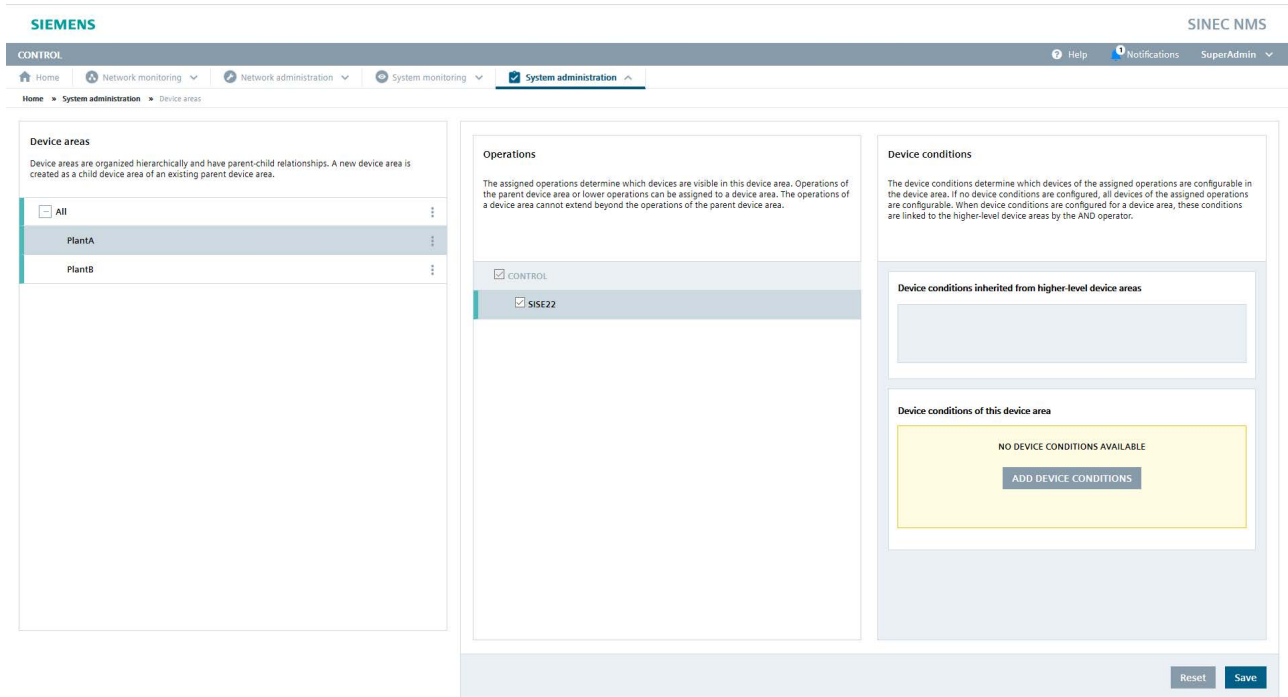 SIEMENS
SINEC NMS
CONTROL
Help
1
Notifications
SuperAdmin
Home
Network monitoring
Network administration
System monitoring
System administration
Home » System administration » Device areas
Device areas
Device areas are organized hierarchically and have parent-child relationships. A new device area is
created as a child device area of an existing parent device area.
All
PlantA
PlantB
Operations
The assigned operations determine which devices are visible in this device area. Operations of
the parent device area or lower operations can be assigned to a device area. The operations of
a device area cannot extend beyond the operations of the parent device area.
CONTROL
SISE22
Device conditions
The device conditions determine which devices of the assigned operations are configurable in
the device area. If no device conditions are configured, all devices of the assigned operations
are configurable. When device conditions are configured for a device area, these conditions
are linked to the higher-level device areas by the AND operator.
Device conditions inherited from higher-level device areas
Device conditions of this device area
NO DEVICE CONDITIONS AVAILABLE
ADD DEVICE CONDITIONS
Reset
Save